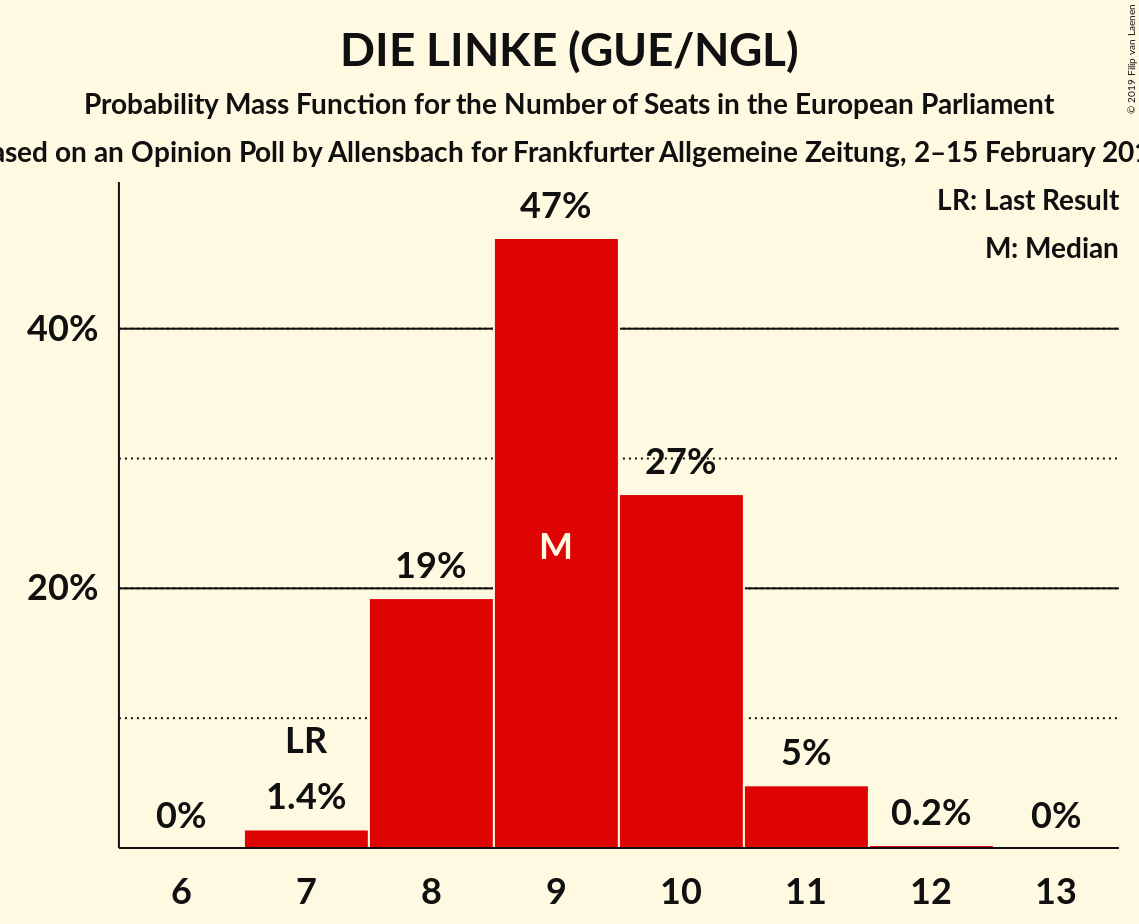 DIE LINKE (GUE/NGL)
Probability Mass Function for the Number of Seats in the European Parliament
on an Opinion Poll by Allensbach for Frankfurter Allgemeine Zeitung, 2–15 February
© 2019 Filip van Laenen
LR: Last Result
M: Median
47%
40%
27%
M
19%
20%
LR
5%
1.4%
0%
0.2%
0%
6 7 8 9 10 11 12 13